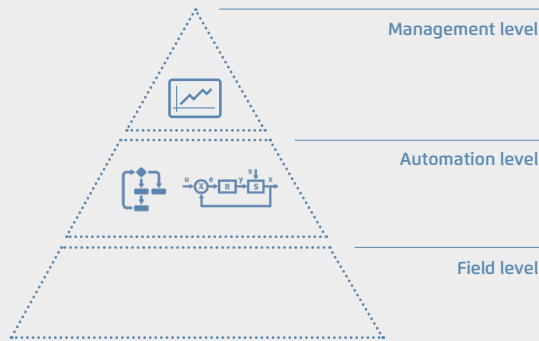 Management level
Automation level
s
u e y x
X R S
Field level